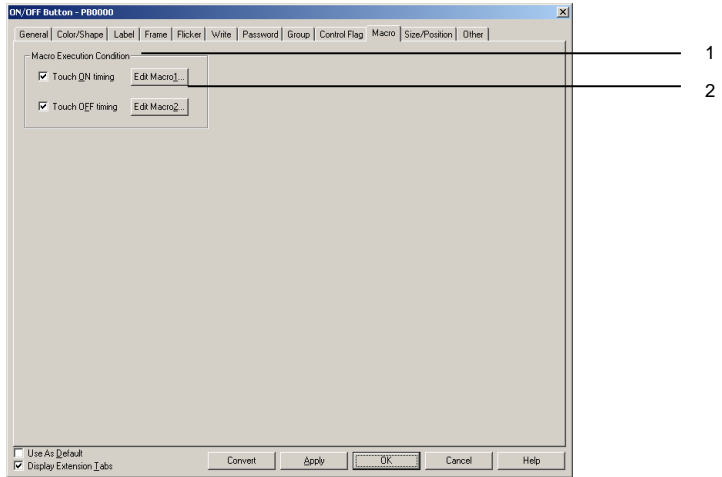 ON/OFF Button - PB0000
General Color/Shape Label Frame Flicker Write Password Group Control Flag Macro Size/Position Other
Macro Execution Condition
1
Touch ON timing Edit Macro1...
2
Touch OFF timing Edit Macro2...
Use As Default
Display Extension Tabs
Convert Apply OK Cancel Help